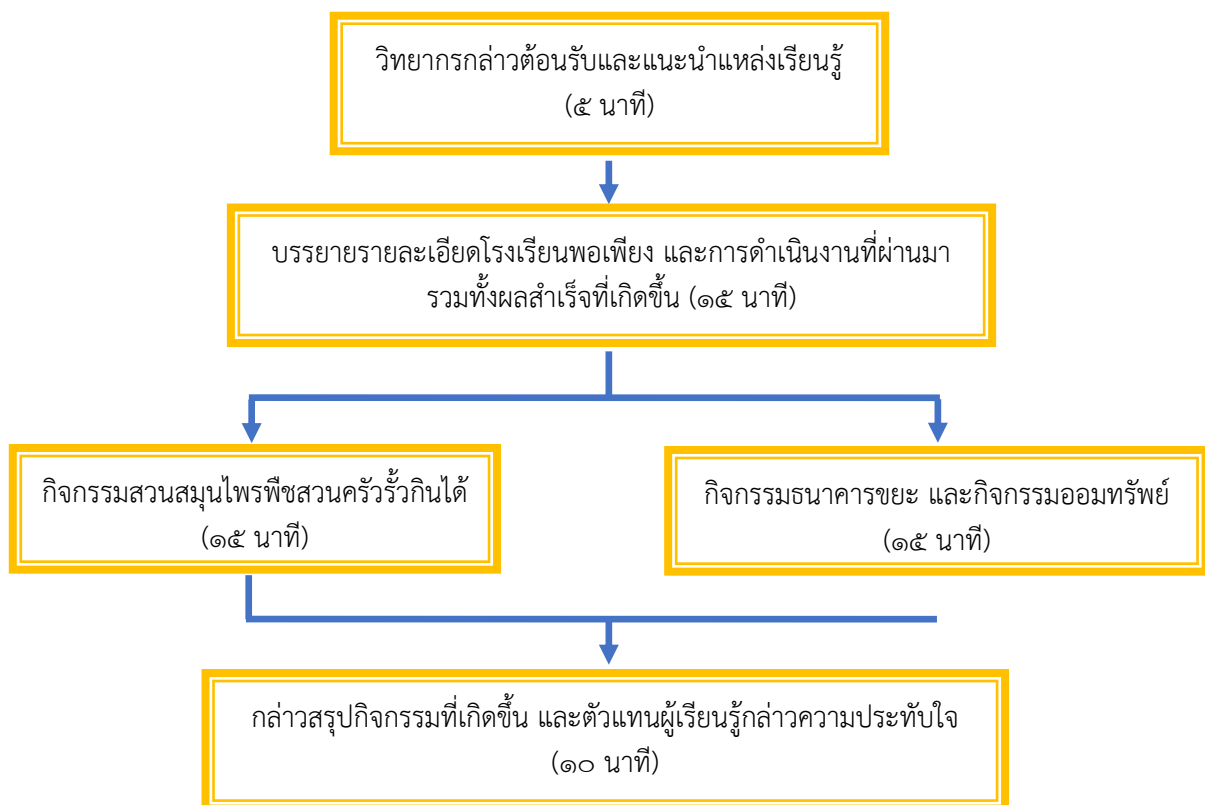 วิทยากรกล่าวต้อนรับและแนะนำแหล่งเรียนรู้
(๕ นาที)
บรรยายรายละเอียดโรงเรียนพอเพียง และการดำเนินงานที่ผ่านมา
รวมทั้งผลสำเร็จที่เกิดขึ้น (๑๕ นาที)
กิจกรรมสวนสมุนไพรพืชสวนครัวรั้วกินได้
(๑๕ นาที)
กิจกรรมธนาคารขยะ และกิจกรรมออมทรัพย์
(๑๕ นาที)
กล่าวสรุปกิจกรรมที่เกิดขึ้น และตัวแทนผู้เรียนรู้กล่าวความประทับใจ
(๑๐ นาที)